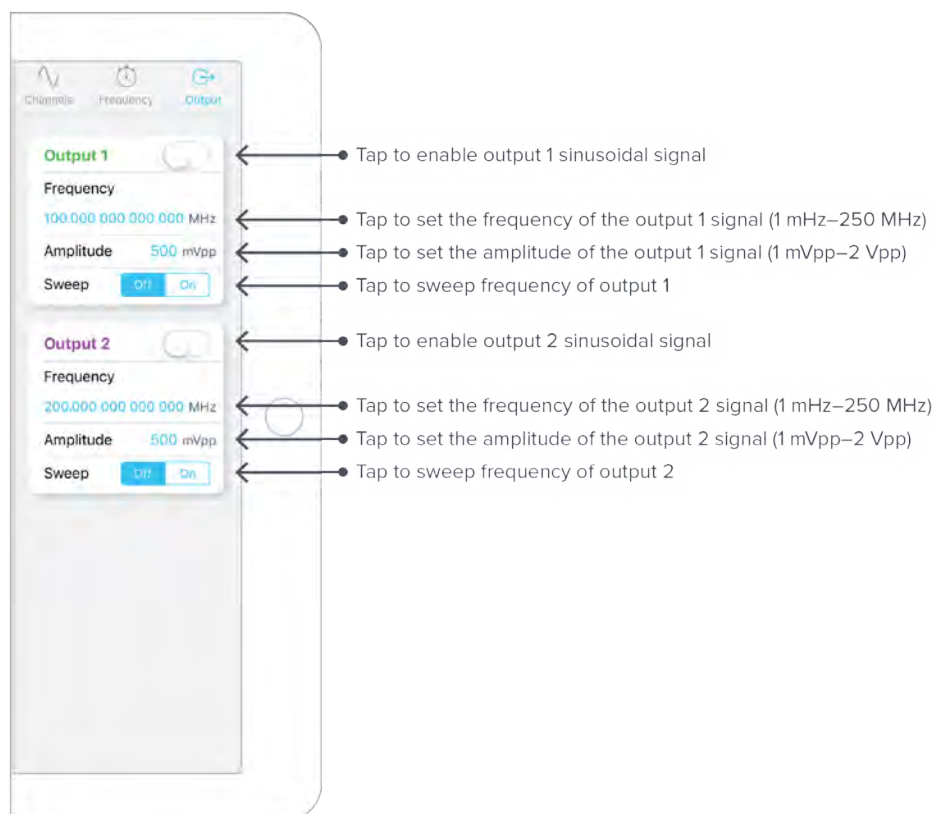 Channels Frequency Output
Output 1
Tap to enable output 1 sinusoidal signal
Frequency
100.000 000 000 000 MHz
Tap to set the frequency of the output 1 signal (1 mHz–250 MHz)
Amplitude 500 mVpp
Tap to set the amplitude of the output 1 signal (1 mVpp–2 Vpp)
Sweep Off On
Tap to sweep frequency of output 1
Output 2
Tap to enable output 2 sinusoidal signal
Frequency
200.000 000 000 000 MHz
Tap to set the frequency of the output 2 signal (1 mHz–250 MHz)
Amplitude 500 mVpp
Tap to set the amplitude of the output 2 signal (1 mVpp–2 Vpp)
Sweep Off On
Tap to sweep frequency of output 2